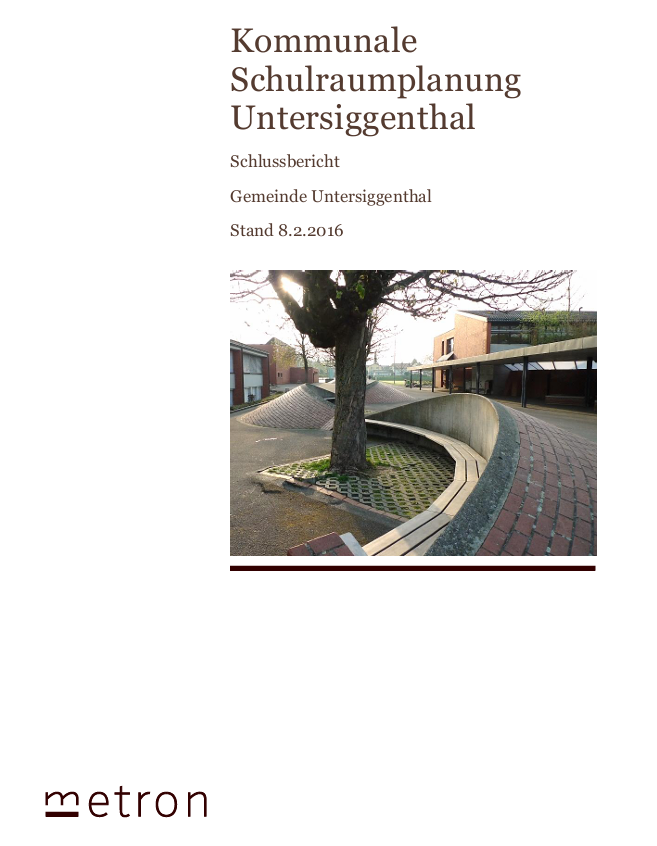 Kommunale
Schulraumplanung
Untersiggenthal
Schlussbericht
Gemeinde Untersiggenthal
Stand 8.2.2016
metron